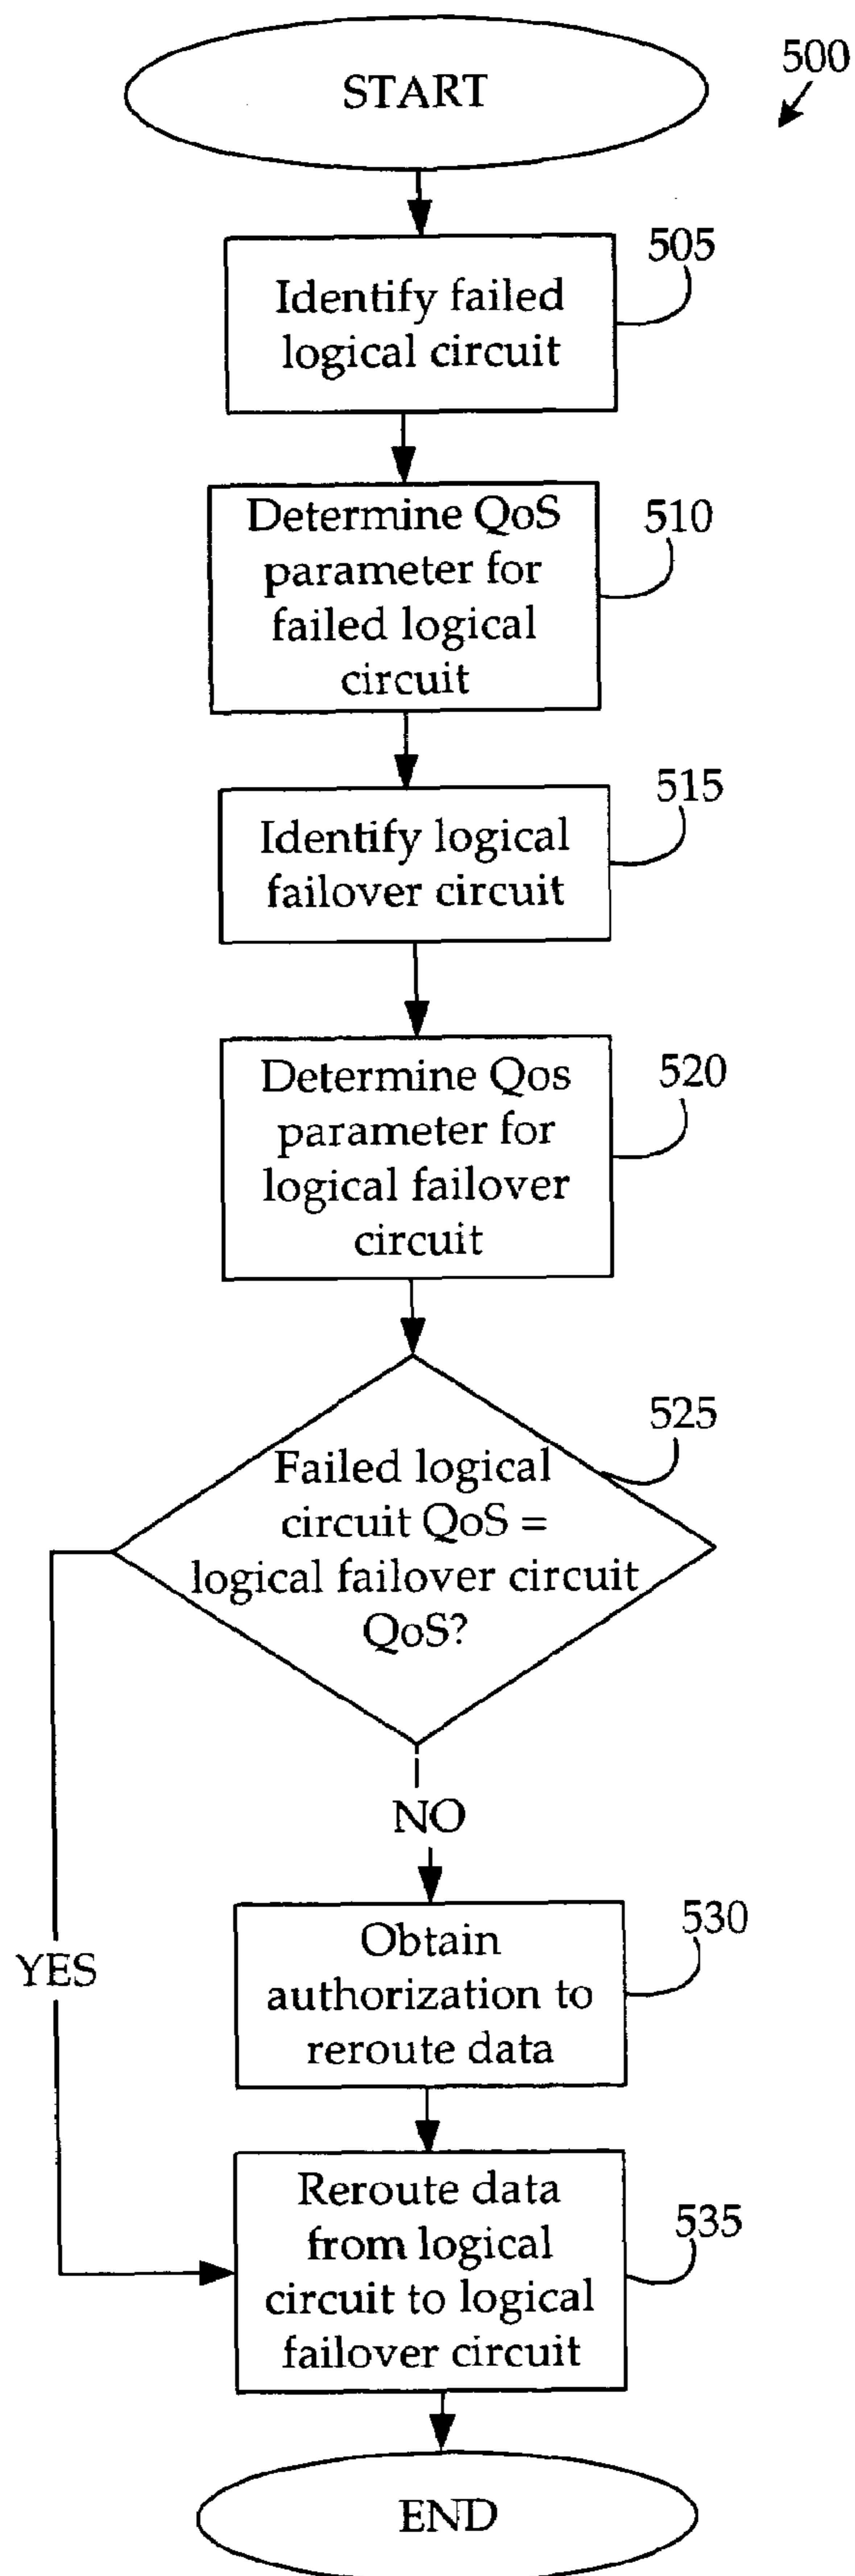 START
500
Identify failed
logical circuit
505
Determine QoS
parameter for
failed logical
circuit
510
Identify logical
failover circuit
515
Determine Qos
parameter for
logical failover
circuit
520
Failed logical
circuit QoS =
logical failover circuit
QoS?
525
NO
YES
Obtain
authorization to
reroute data
530
Reroute data
from logical
circuit to logical
failover circuit
535
END